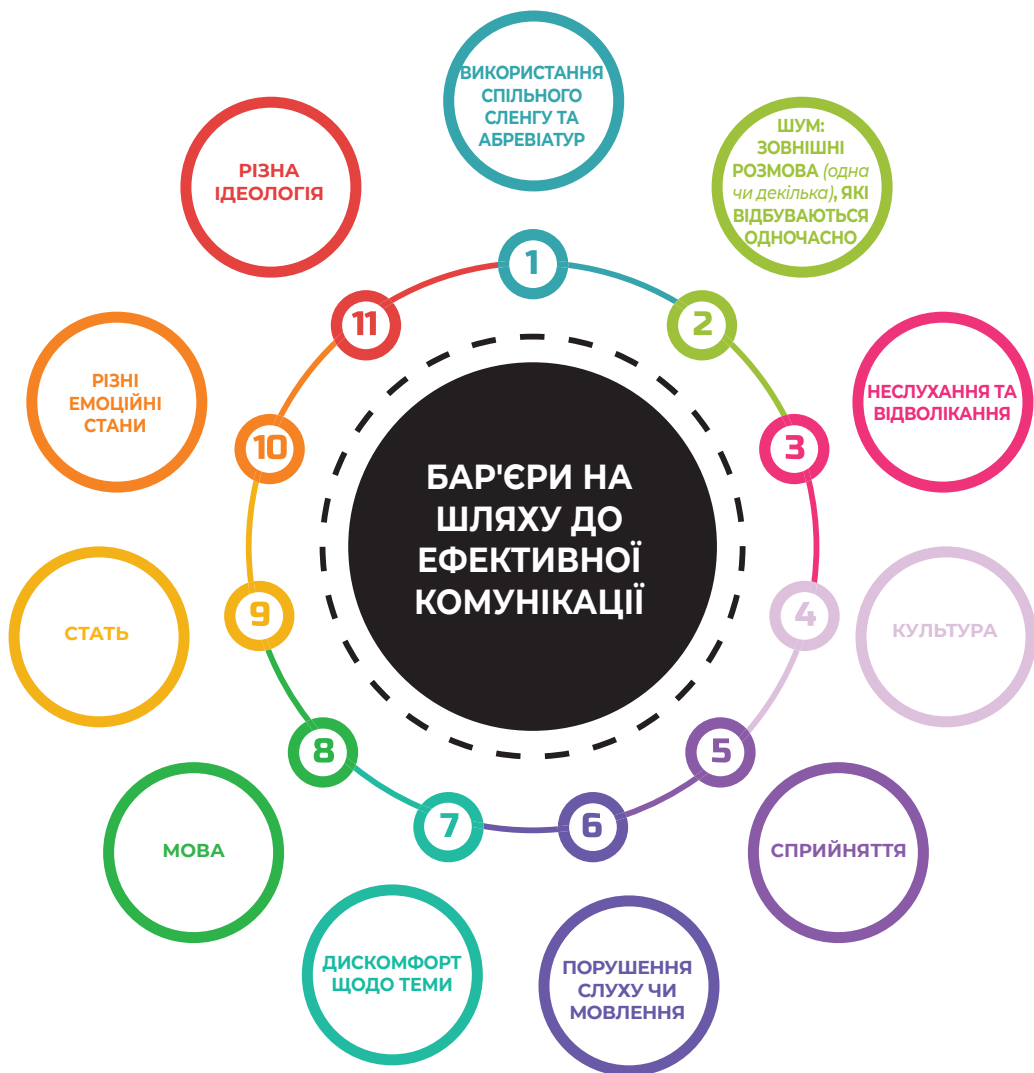 БАР'ЄРИ НА
ШЛЯХУ ДО
ЕФЕКТИВНОЇ
КОМУНІКАЦІЇ
1
ВИКОРИСТАННЯ
СПІЛЬНОГО
СЛЕНГУ ТА
АБРЕВІАТУР
2
ШУМ:
ЗОВНІШНІ
РОЗМОВА (одна
чи декілька), ЯКІ
ВІДБУВАЮТЬСЯ
ОДНОЧАСНО
3
НЕСЛУХАННЯ ТА
ВІДВОЛІКАННЯ
4
КУЛЬТУРА
5
СПРИЙНЯТТЯ
6
ПОРУШЕННЯ
СЛУХУ ЧИ
МОВЛЕННЯ
7
ДИСКОМФОРТ
ЩОДО ТЕМИ
8
МОВА
9
СТАТЬ
10
РІЗНІ
ЕМОЦІЙНІ
СТАНИ
11
РІЗНА
ІДЕОЛОГІЯ